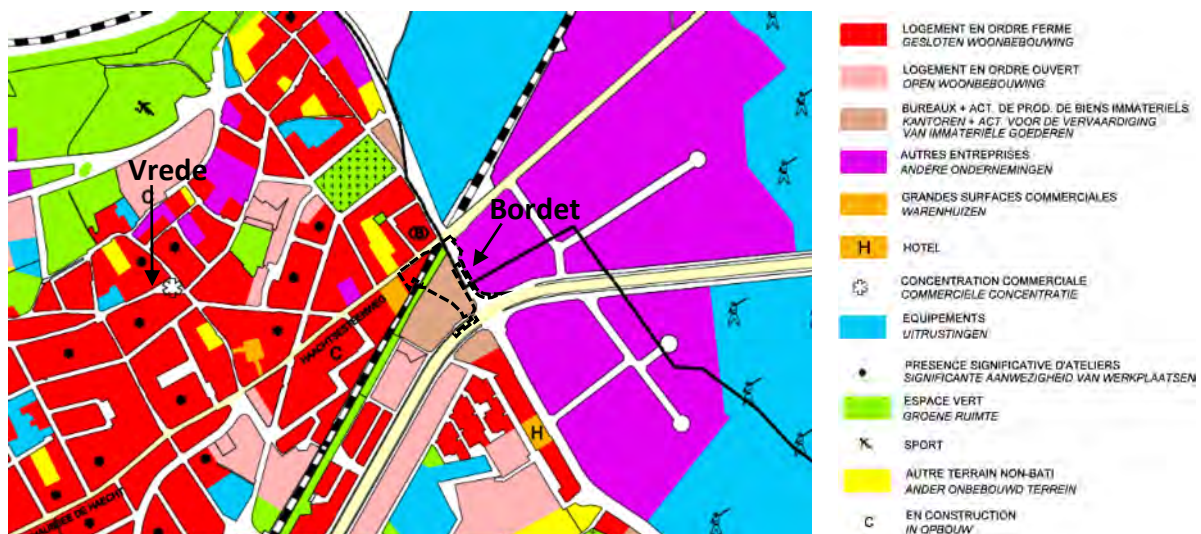 Vrede
C
Bordet
B
HAACHTSESTEENWEG
C
H
CHAUSSEE DE HAECHT
LOGEMENT EN ORDRE FERME
GESLOTEN WOONBEBOUWING
LOGEMENT EN ORDRE OUVERT
OPEN WOONBEBOUWING
BUREAUX + ACT. DE PROD. DE BIENS IMMATERIELS
KANTOREN + ACT. VOOR DE VERVAARDIGING
VAN IMMATERIËLE GOEDEREN
AUTRES ENTREPRISES
ANDERE ONDERNEMINGEN
GRANDES SURFACES COMMERCIALES
WARENHUIZEN
H HOTEL
CONCENTRATION COMMERCIALE
COMMERCIËLE CONCENTRATIE
EQUIPEMENTS
UITRUSTINGEN
PRESENCE SIGNIFICATIVE D'ATELIERS
SIGNIFICANTE AANWEZIGHEID VAN WERKPLAATSEN
ESPACE VERT
GROENE RUIMTE
SPORT
AUTRE TERRAIN NON-BATI
ANDER ONBEBOUWD TERREIN
C EN CONSTRUCTION
IN OPBOUW